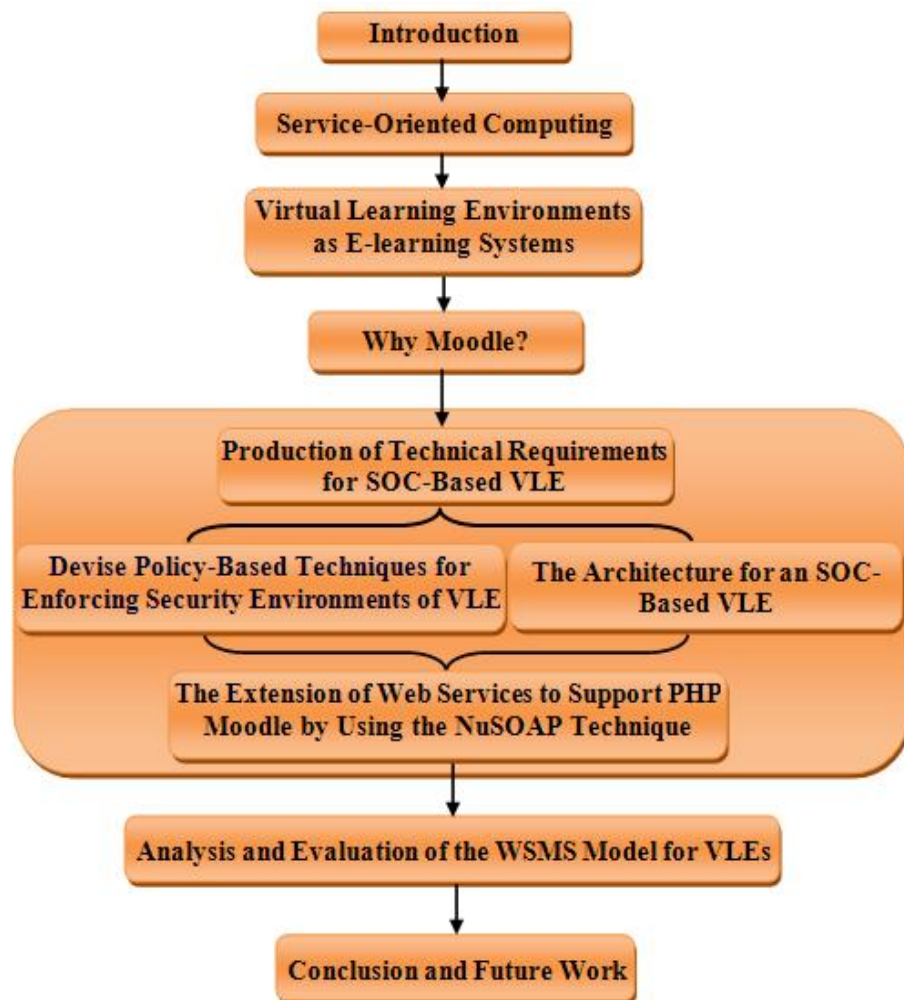 Introduction
Service-Oriented Computing
Virtual Learning Environments
as E-learning Systems
Why Moodle?
Production of Technical Requirements
for SOC-Based VLE
Devise Policy-Based Techniques for
Enforcing Security Environments of VLE
The Architecture for an SOC-
Based VLE
The Extension of Web Services to Support PHP
Moodle by Using the NuSOAP Technique
Analysis and Evaluation of the WSMS Model for VLEs
Conclusion and Future Work